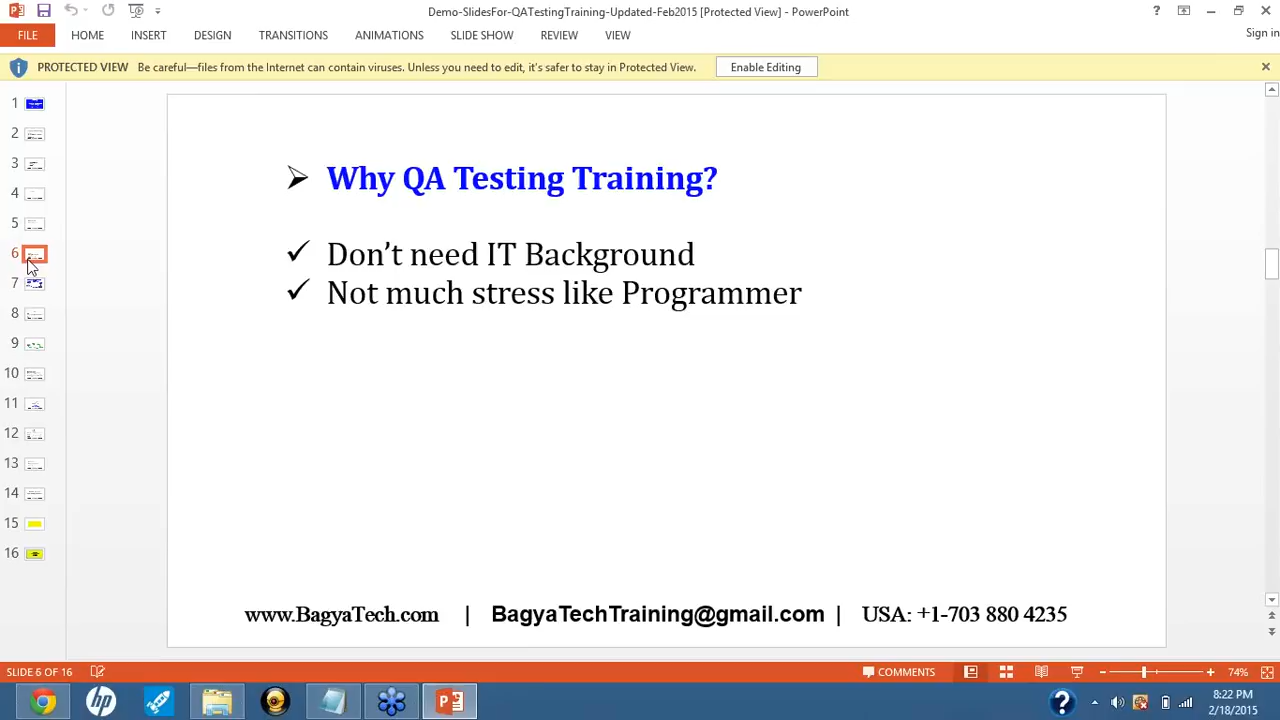 Demo-SlidesFor-QATestingTraining-Updated-Feb2015 [Protected View] - PowerPoint
?
FILE HOME INSERT DESIGN TRANSITIONS ANIMATIONS SLIDE SHOW REVIEW VIEW Sign in
PROTECTED VIEW Be careful—files from the Internet can contain viruses. Unless you need to edit, it's safer to stay in Protected View. Enable Editing
1
2
3
4
5
6
7
8
9
10
11
12
13
14
15
16
Why QA Testing Training?
Don't need IT Background
Not much stress like Programmer
www.BagyaTech.com | BagyaTechTraining@gmail.com | USA: +1-703 880 4235
SLIDE 6 OF 16 COMMENTS 74%
8:22 PM
2/18/2015